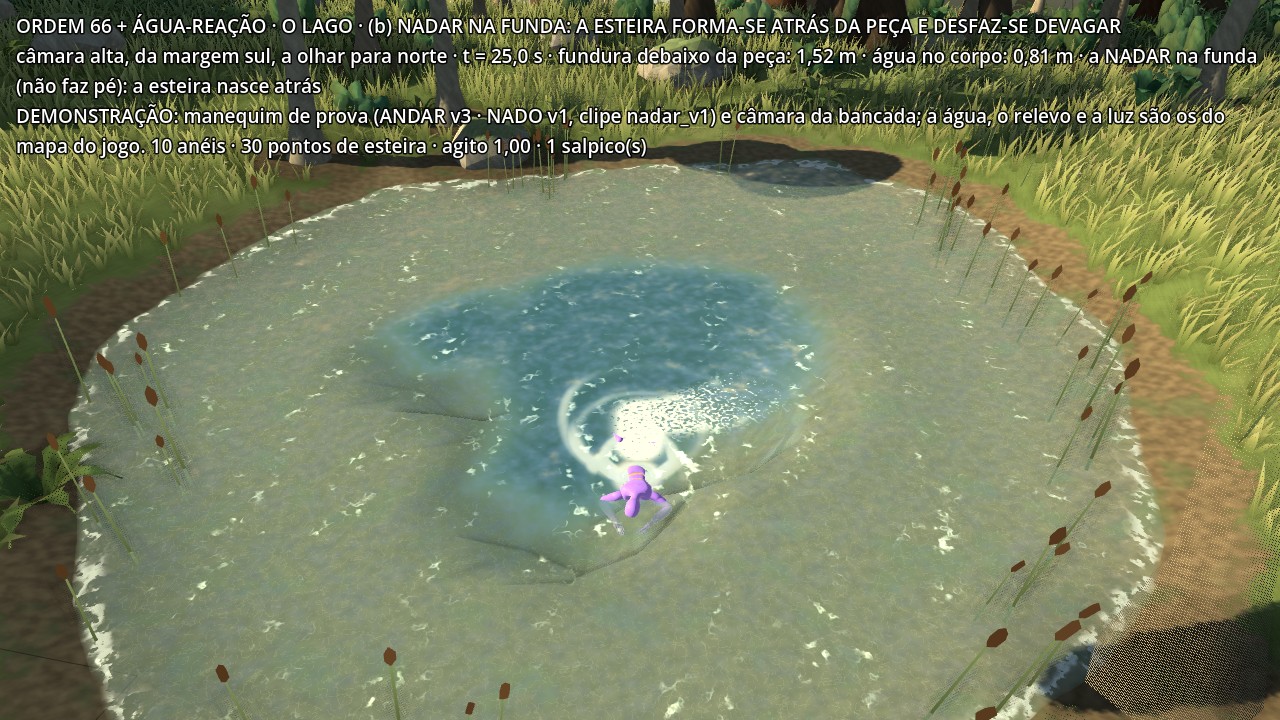 ORDEM 66 + ÁGUA-REAÇÃO · O LAGO · (b) NADAR NA FUNDA: A ESTEIRA FORMA-SE ATRÁS DA PEÇA E DESFAZ-SE DEVAGAR
câmara alta, da margem sul, a olhar para norte · t = 25,0 s · fundura debaixo da peça: 1,52 m · água no corpo: 0,81 m · a NADAR na funda
(não faz pé): a esteira nasce atrás
DEMONSTRAÇÃO: manequim de prova (ANDAR v3 · NADO v1, clipe nadar_v1) e câmara da bancada; a água, o relevo e a luz são os do
mapa do jogo. 10 anéis · 30 pontos de esteira · agito 1,00 · 1 salpico(s)